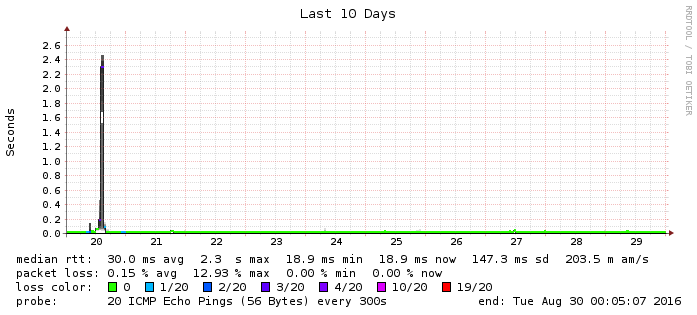 Last 10 Days
RRDTOOL / TOBI OETIKER
Seconds
2.6
2.4
2.2
2.0
1.8
1.6
1.4
1.2
1.0
0.8
0.6
0.4
0.2
0.0
20 21 22 23 24 25 26 27 28 29
median rtt: 30.0 ms avg 2.3 s max 18.9 ms min 18.9 ms now 147.3 ms sd 203.5 m am/s
packet loss: 0.15 % avg 12.93 % max 0.00 % min 0.00 % now
loss color: 0 1/20 2/20 3/20 4/20 10/20 19/20
probe: 20 ICMP Echo Pings (56 Bytes) every 300s end: Tue Aug 30 00:05:07 2016